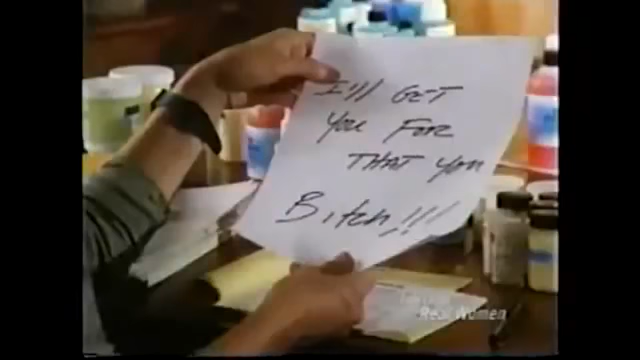 I'll GET
You FOR
THAT You
Bitch!!!
Real Women